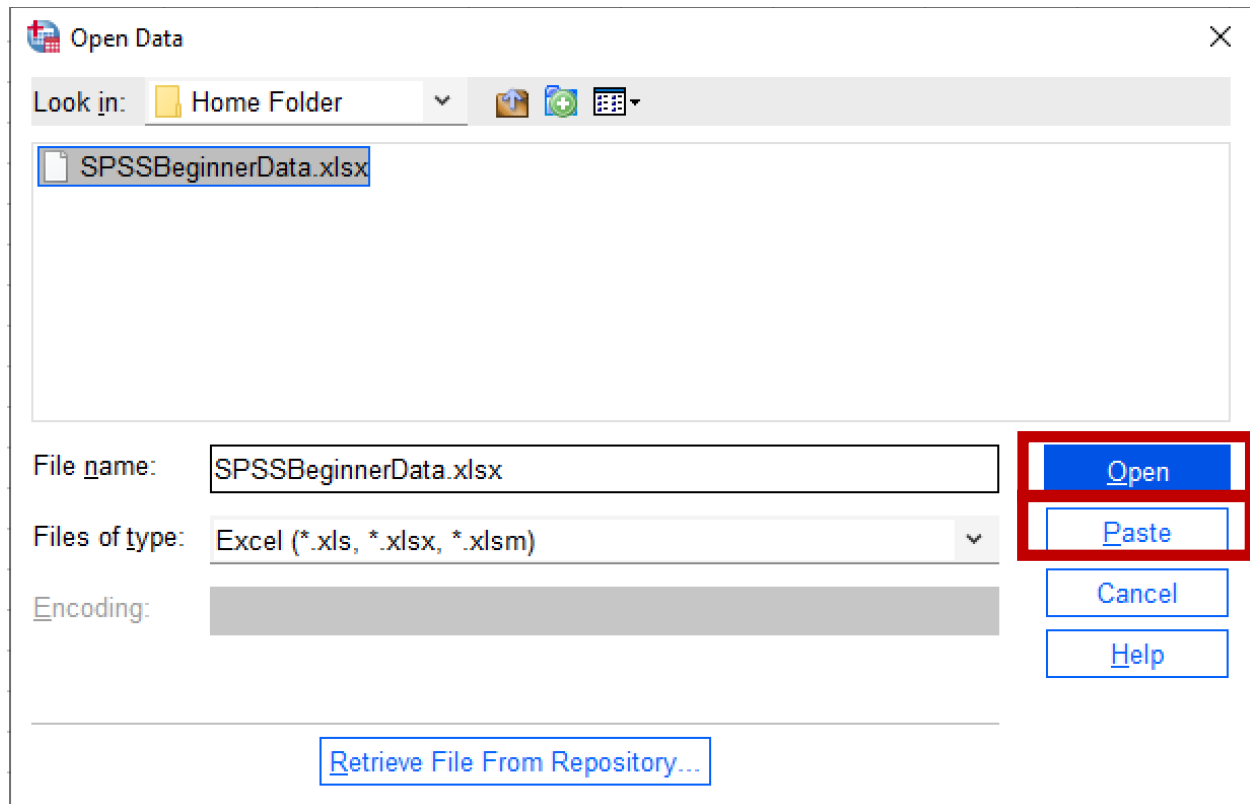 Open Data
Look in: Home Folder
SPSSBeginnerData.xlsx
File name: SPSSBeginnerData.xlsx
Open
Files of type: Excel (*.xls, *.xlsx, *.xlsm)
Paste
Encoding:
Cancel
Help
Retrieve File From Repository...